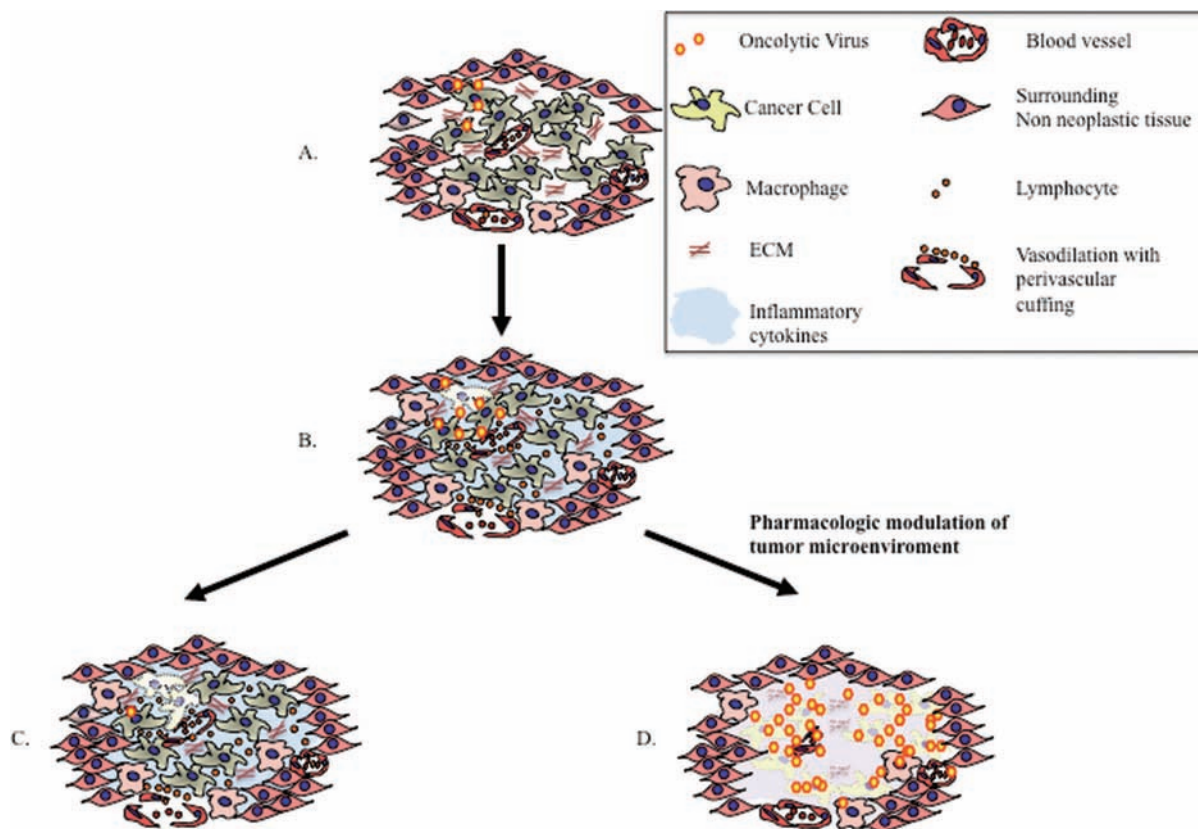 Oncolytic Virus
Blood vessel
Cancer Cell
Surrounding
Non neoplastic tissue
Macrophage
Lymphocyte
ECM
Vasodilation with
perivascular
cuffing
Inflammatory
cytokines
A.
B.
Pharmacologic modulation of
tumor microenviroment
C.
D.